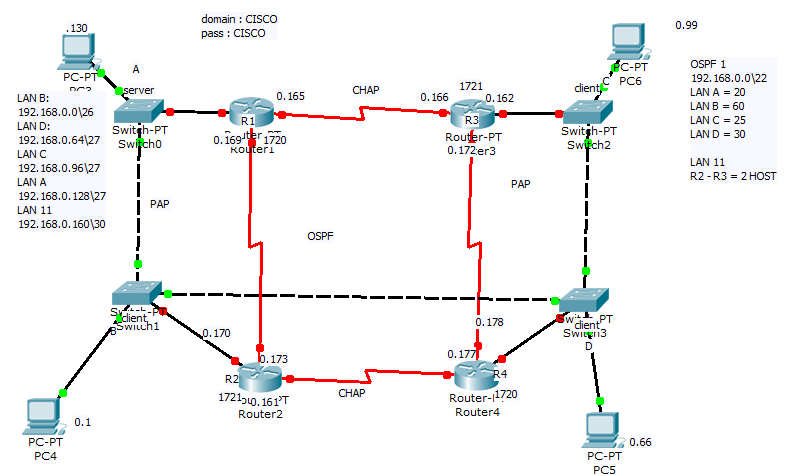 domain : CISCO
pass : CISCO
.130
PC-PT
A
server
Switch-PT
Switch0
LAN B:
192.168.0.0\26
LAN D:
192.168.0.64\27
LAN C
192.168.0.96\27
LAN A
192.168.0.128\27
LAN 11
192.168.0.160\30
0.165
R1
Router1
0.169
1720
CHAP
1721
0.166
0.162
R3
Router-PT
0.172
client
C
Switch-PT
Switch2
0.99
PC-PT
PC6
OSPF 1
192.168.0.0\22
LAN A = 20
LAN B = 60
LAN C = 25
LAN D = 30
LAN 11
R2 - R3 = 2 HOST
PAP
PAP
OSPF
client
B
Switch1
0.170
0.173
R2
1721
0.161
Router2
CHAP
0.178
0.177
R4
1720
Router4
client
D
Switch3
0.1
PC-PT
PC4
0.66
PC-PT
PC5